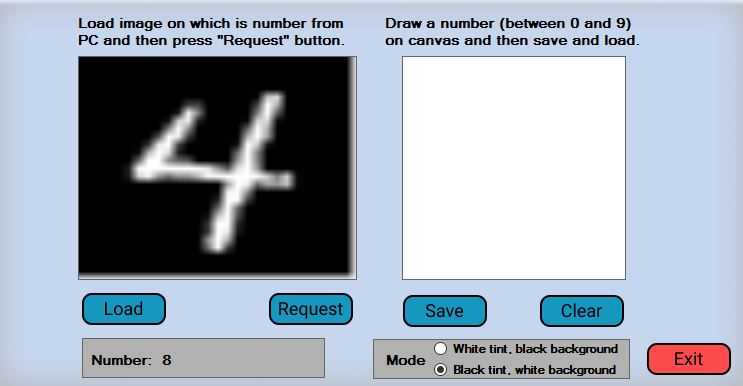 Load image on which is number from
PC and then press "Request" button.
Draw a number (between 0 and 9)
on canvas and then save and load.
4
Load
Request
Save
Clear
Number: 8
Mode
White tint, black background
Black tint, white background
Exit